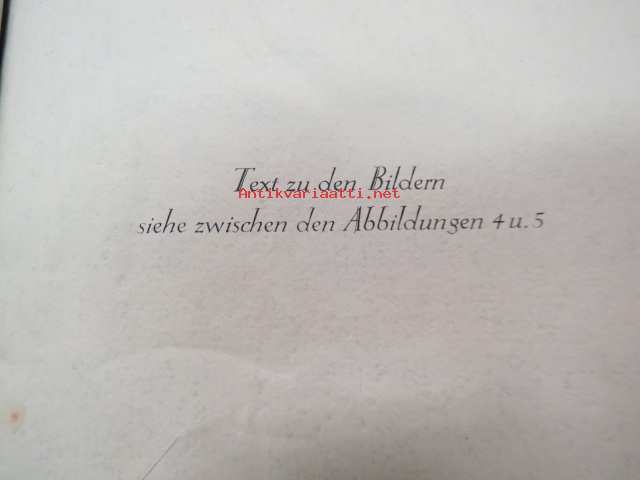 Text zu den Bildern
Antikvariaatti.net
siehe zwischen den Abbildungen 4 u. 5